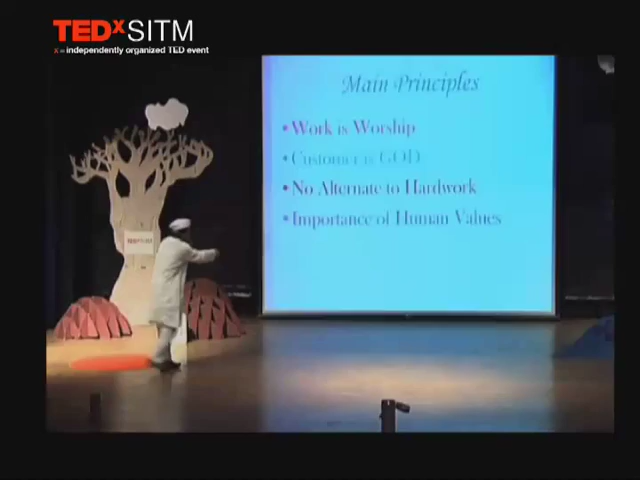 TEDxSITM
x = independently organized TED event
Main Principles
•Work is Worship
•Customer is GOD
•No Alternate to Hardwork
•Importance of Human Values